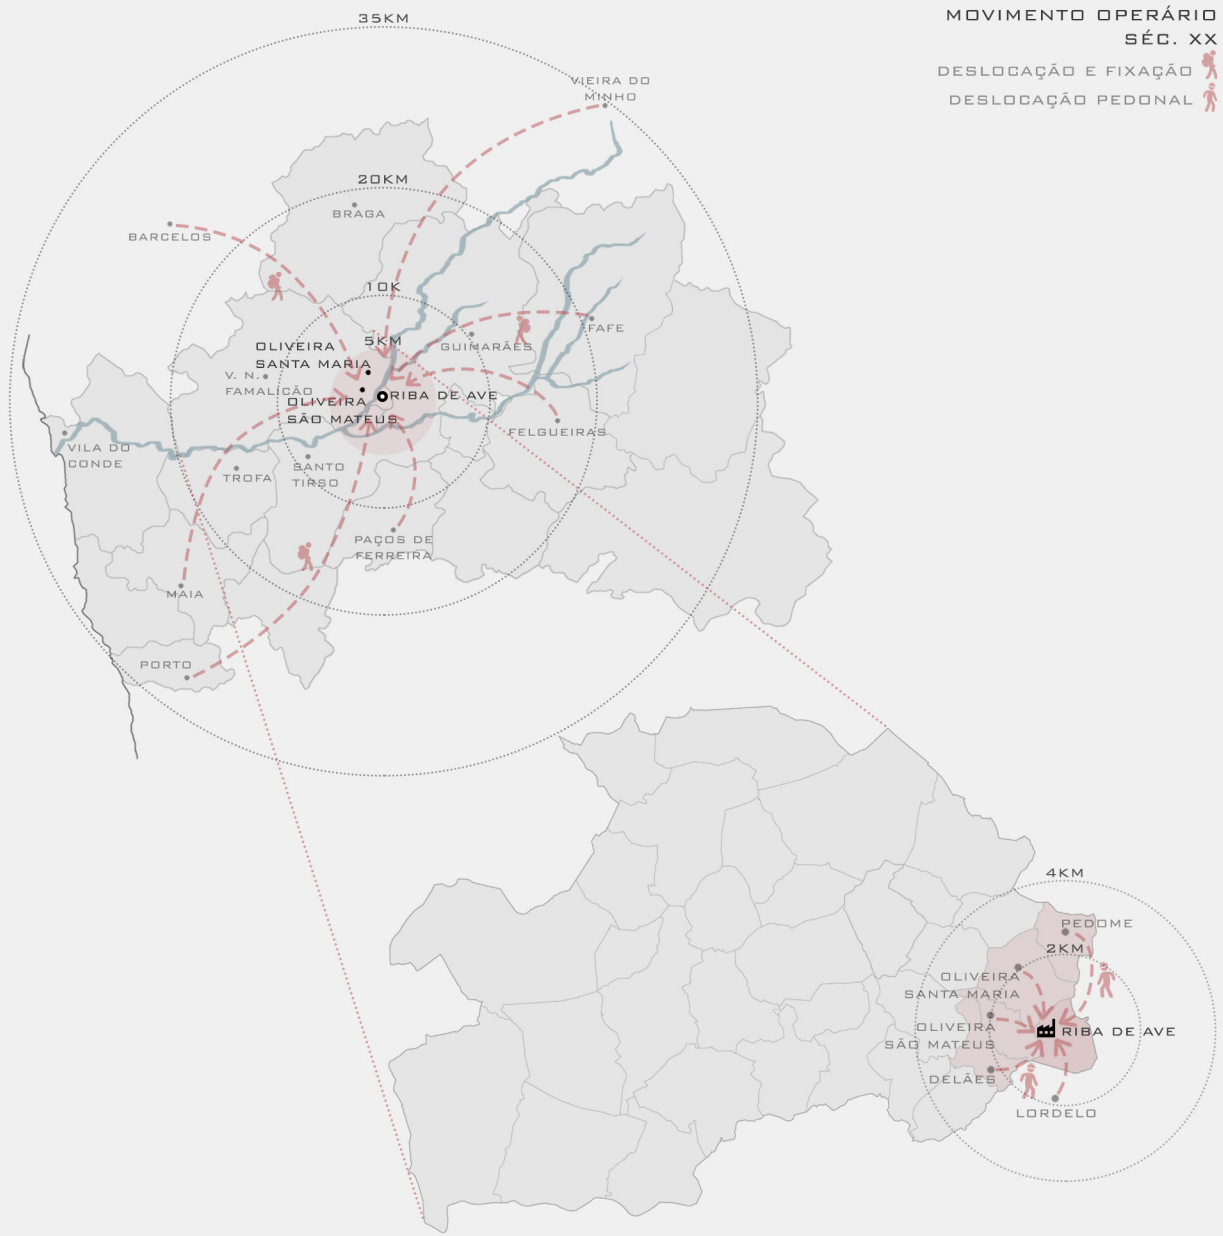 MOVIMENTO OPERÁRIO
SÉC. XX
DESLOCAÇÃO E FIXAÇÃO
DESLOCAÇÃO PEDONAL
35KM
VIEIRA DO
MINHO
20KM
BRAGA
BARCELOS
10K
5KM
OLIVEIRA
SANTA MARIA
GUIMARÃES
FAFE
V. N.
FAMALICÃO
OLIVEIRA
SÃO MATEUS
RIBA DE AVE
FELGUEIRAS
VILA DO
CONDE
TROFA
SANTO
TIRSO
PAÇOS DE
FERREIRA
MAIA
PORTO
4KM
PEDOME
2KM
OLIVEIRA
SANTA MARIA
OLIVEIRA
SÃO MATEUS
RIBA DE AVE
DELÃES
LORDELO